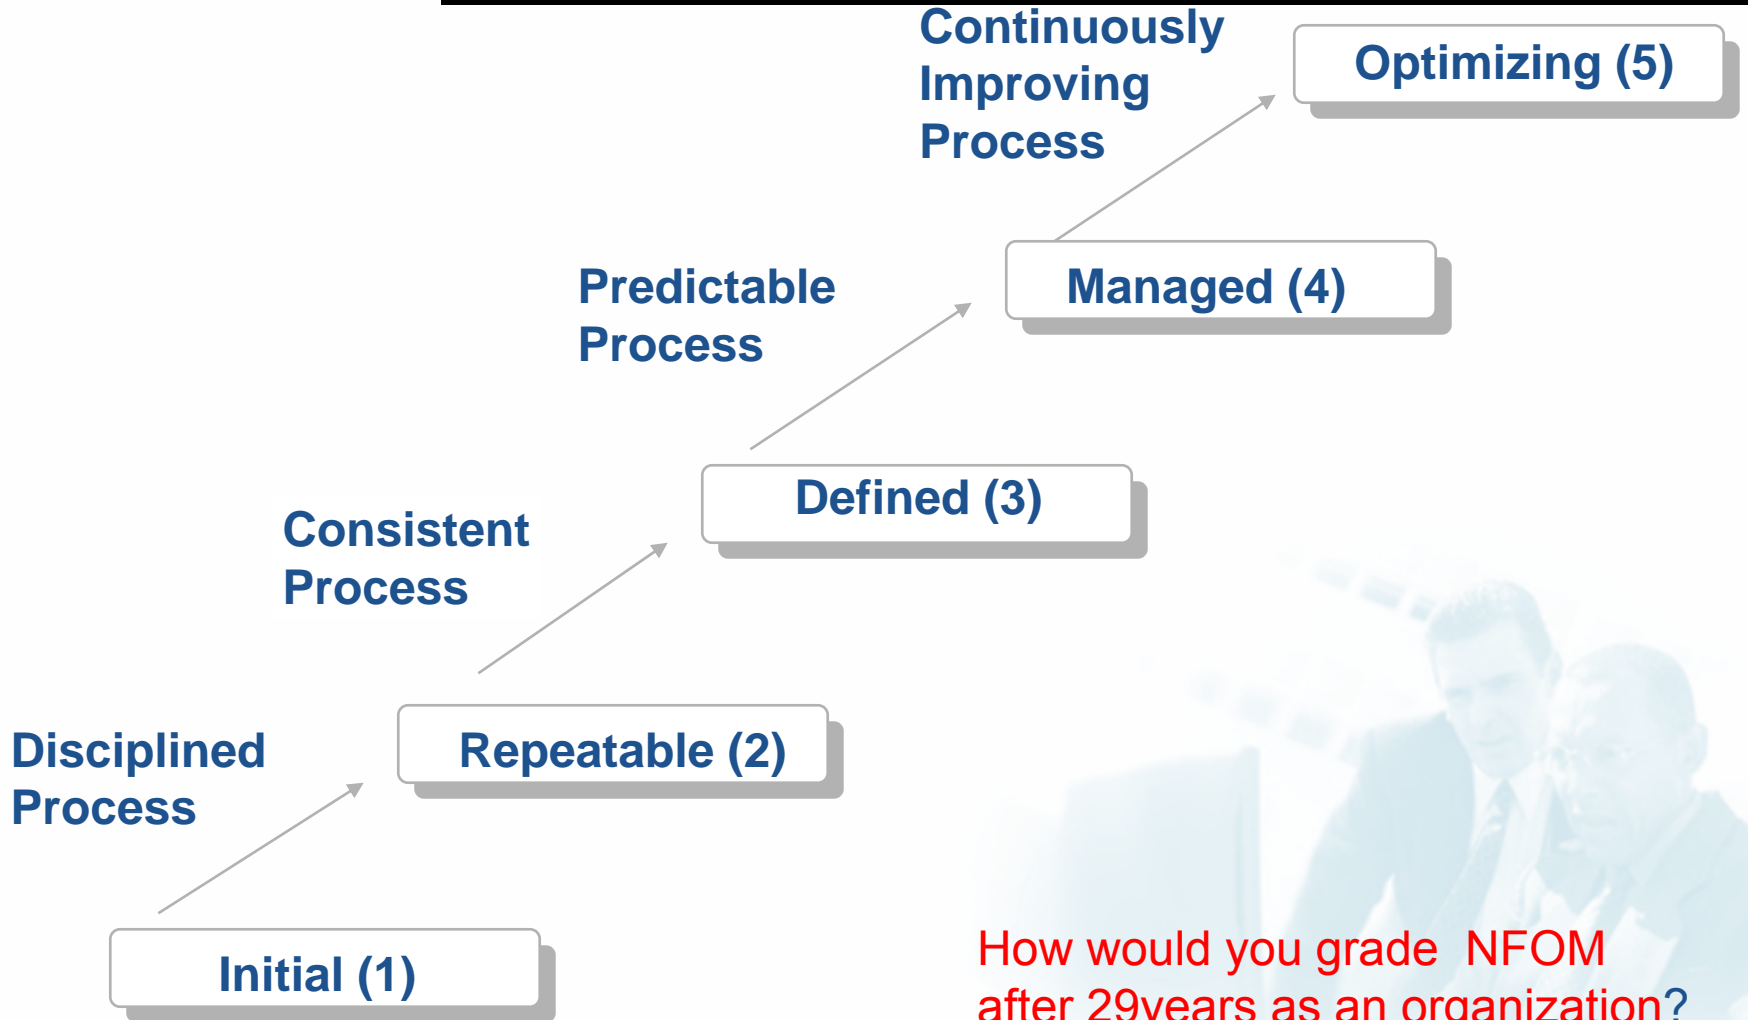 Continuously
Improving
Process
Optimizing (5)
Predictable
Process
Managed (4)
Consistent
Process
Defined (3)
Disciplined
Process
Repeatable (2)
Initial (1)
How would you grade  NFOM
after 29years as an organization?